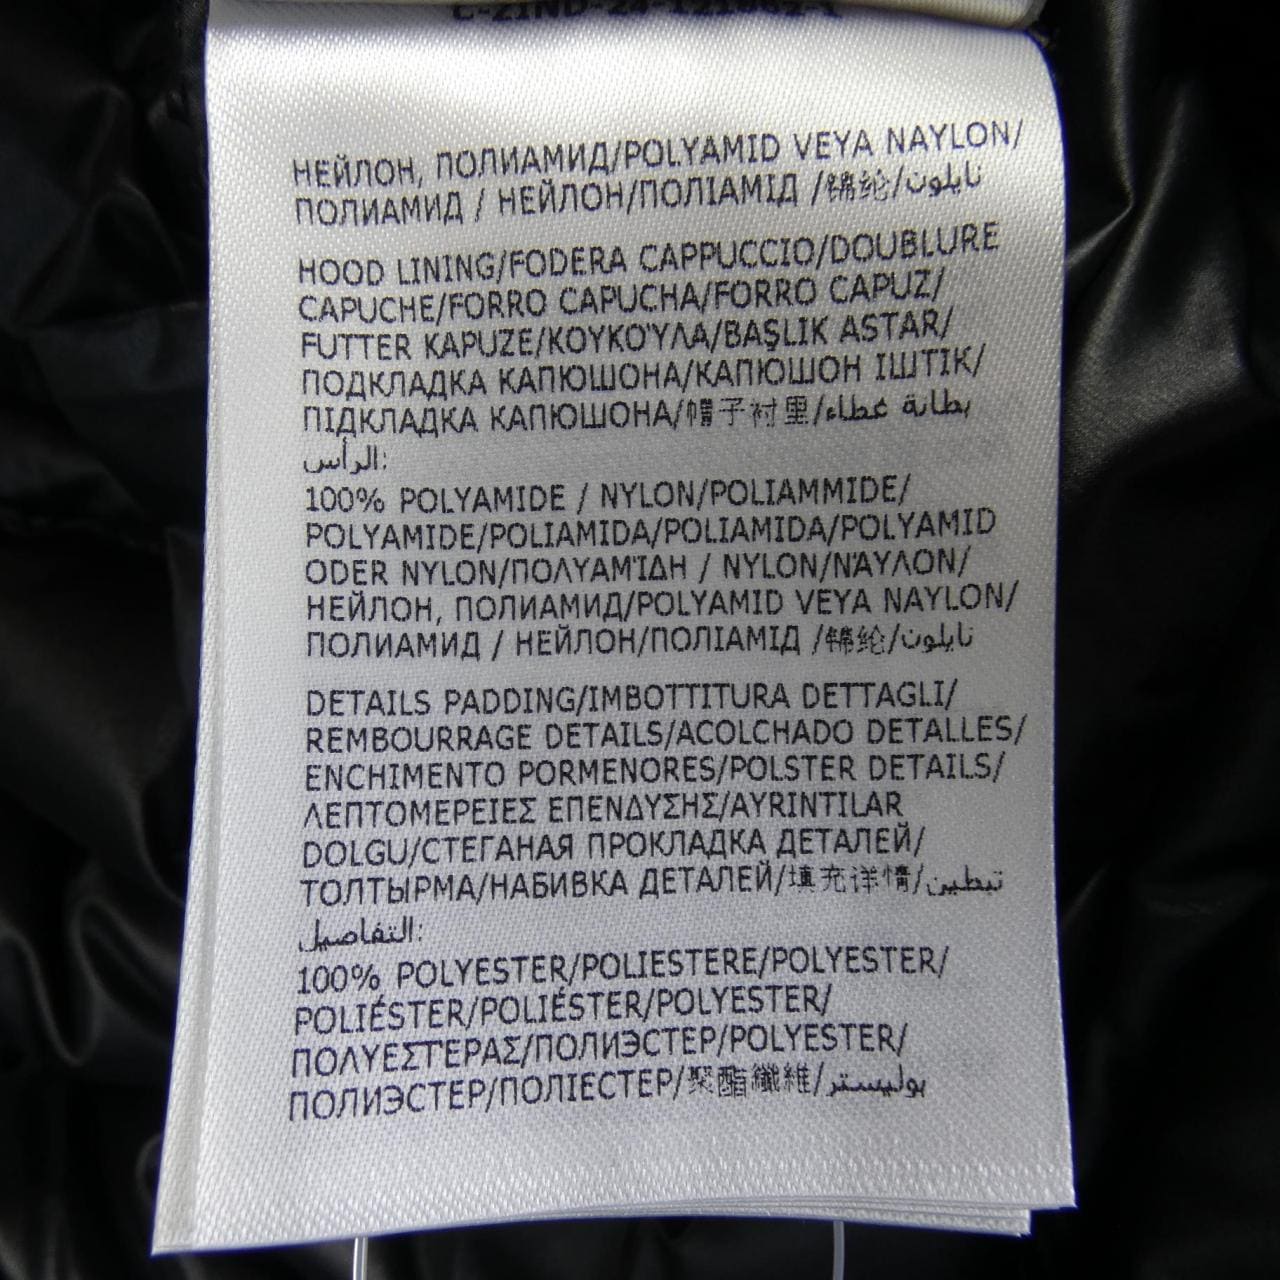 C-ZIND-24-121062-1
НЕЙЛОН, ПОЛИАМИД/POLYAMID VEYA NAYLON/
ПОЛИАМИД / НЕЙЛОН/ПОЛІАМІД /锦纶/نايلون
HOOD LINING/FODERA CAPPUCCIO/DOUBLURE
CAPUCHE/FORRO CAPUCHA/FORRO CAPUZ/
FUTTER KAPUZE/ΚΟΥΚΟΎΛΑ/BAŞLIK ASTAR/
ПОДКЛАДКА КАПЮШОНА/КАПЮШОН ІШТІК/
ПІДКЛАДКА КАПЮШОНА/帽子衬里/بطانة غطاء
الرأس:
100% POLYAMIDE / NYLON/POLIAMMIDE/
POLYAMIDE/POLIAMIDA/POLIAMIDA/POLYAMID
ODER NYLON/ΠΟΛΥΑΜΊΔΗ / NYLON/ΝΆΥΛΟΝ/
НЕЙЛОН, ПОЛИАМИД/POLYAMID VEYA NAYLON/
ПОЛИАМИД / НЕЙЛОН/ПОЛІАМІД /锦纶/نايلون
DETAILS PADDING/IMBOTTITURA DETTAGLI/
REMBOURRAGE DETAILS/ACOLCHADO DETALLES/
ENCHIMENTO PORMENORES/POLSTER DETAILS/
ΛΕΠΤΟΜΕΡΕΙΕΣ ΕΠΕΝΔΥΣΗΣ/AYRINTILAR
DOLGU/СТЕГАНАЯ ПРОКЛАДКА ДЕТАЛЕЙ/
ТОЛТЫРМА/НАБИВКА ДЕТАЛЕЙ/填充详情/تبطين
التفاصيل:
100% POLYESTER/POLIESTERE/POLYESTER/
POLIÉSTER/POLIÉSTER/POLYESTER/
ΠΟΛΥΕΣΤΕΡΑΣ/ПОЛИЭСТЕР/POLYESTER/
ПОЛИЭСТЕР/ПОЛІЕСТЕР/聚酯纖維/بوليستر